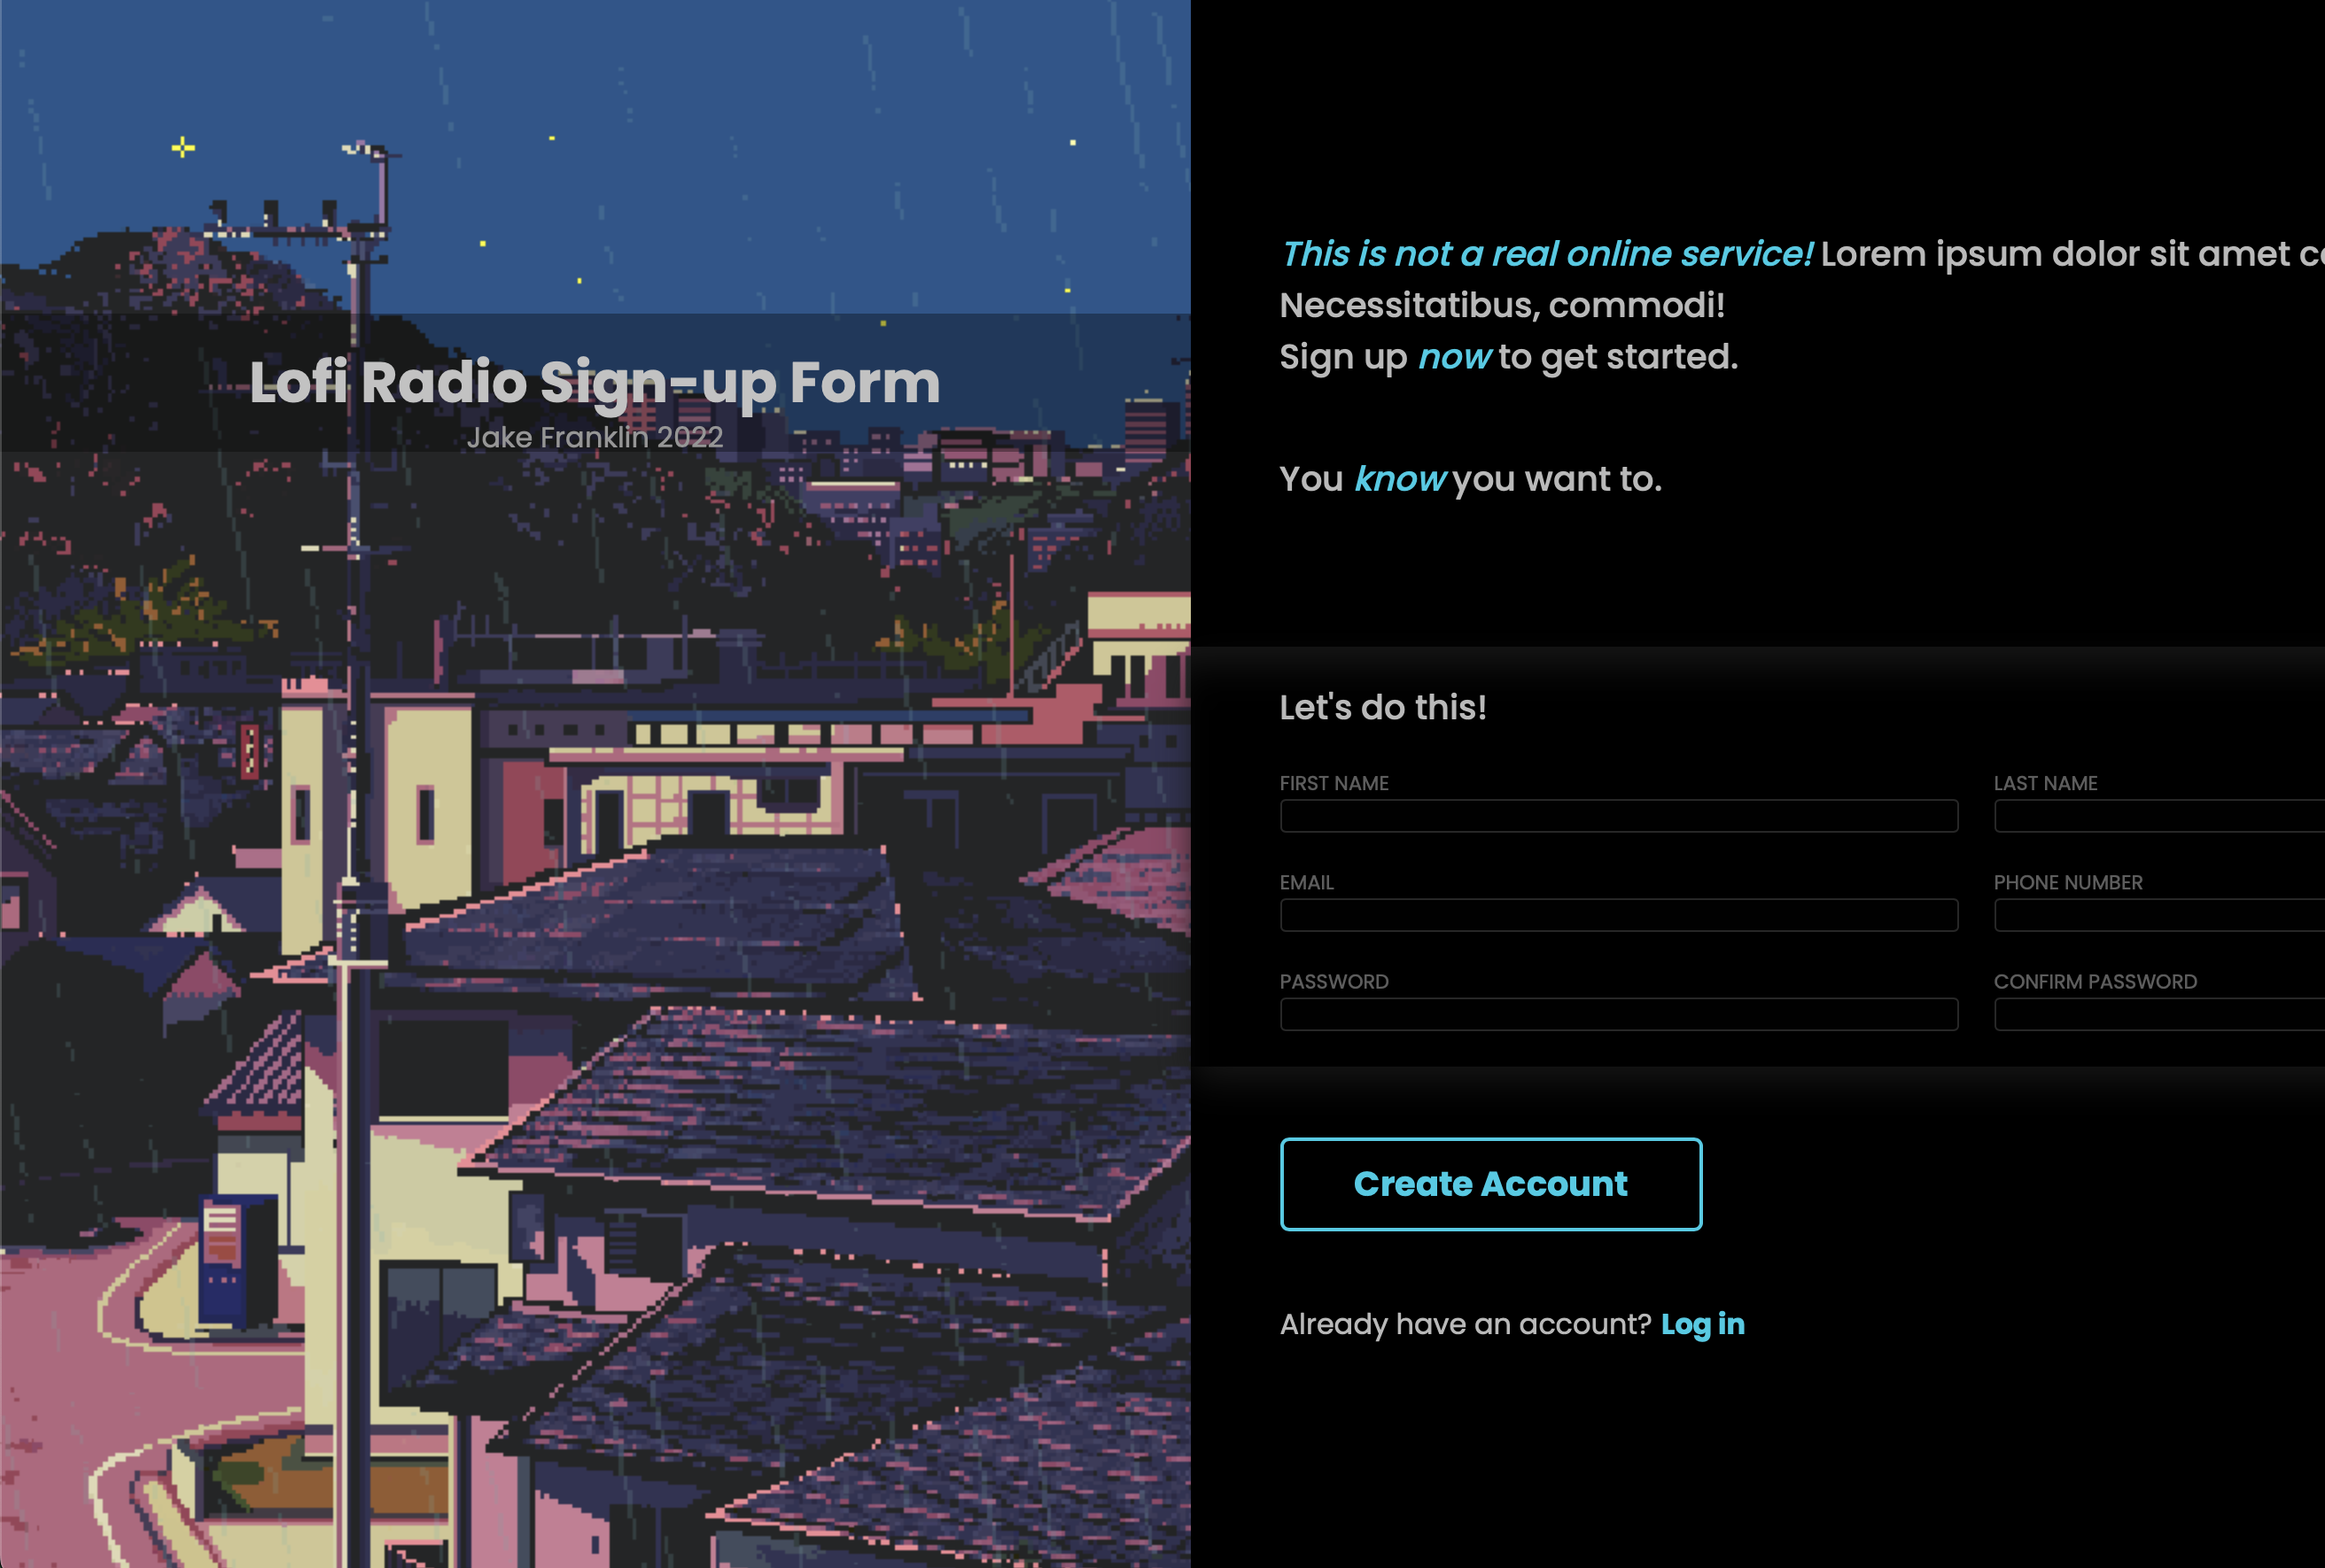 Lofi Radio Sign-up Form
Jake Franklin 2022
This is not a real online service! Lorem ipsum dolor sit amet
Necessitatibus, commodi!
Sign up now to get started.
You know you want to.
Let's do this!
FIRST NAME
LAST NAME
EMAIL
PHONE NUMBER
PASSWORD
CONFIRM PASSWORD
Create Account
Already have an account? Log in